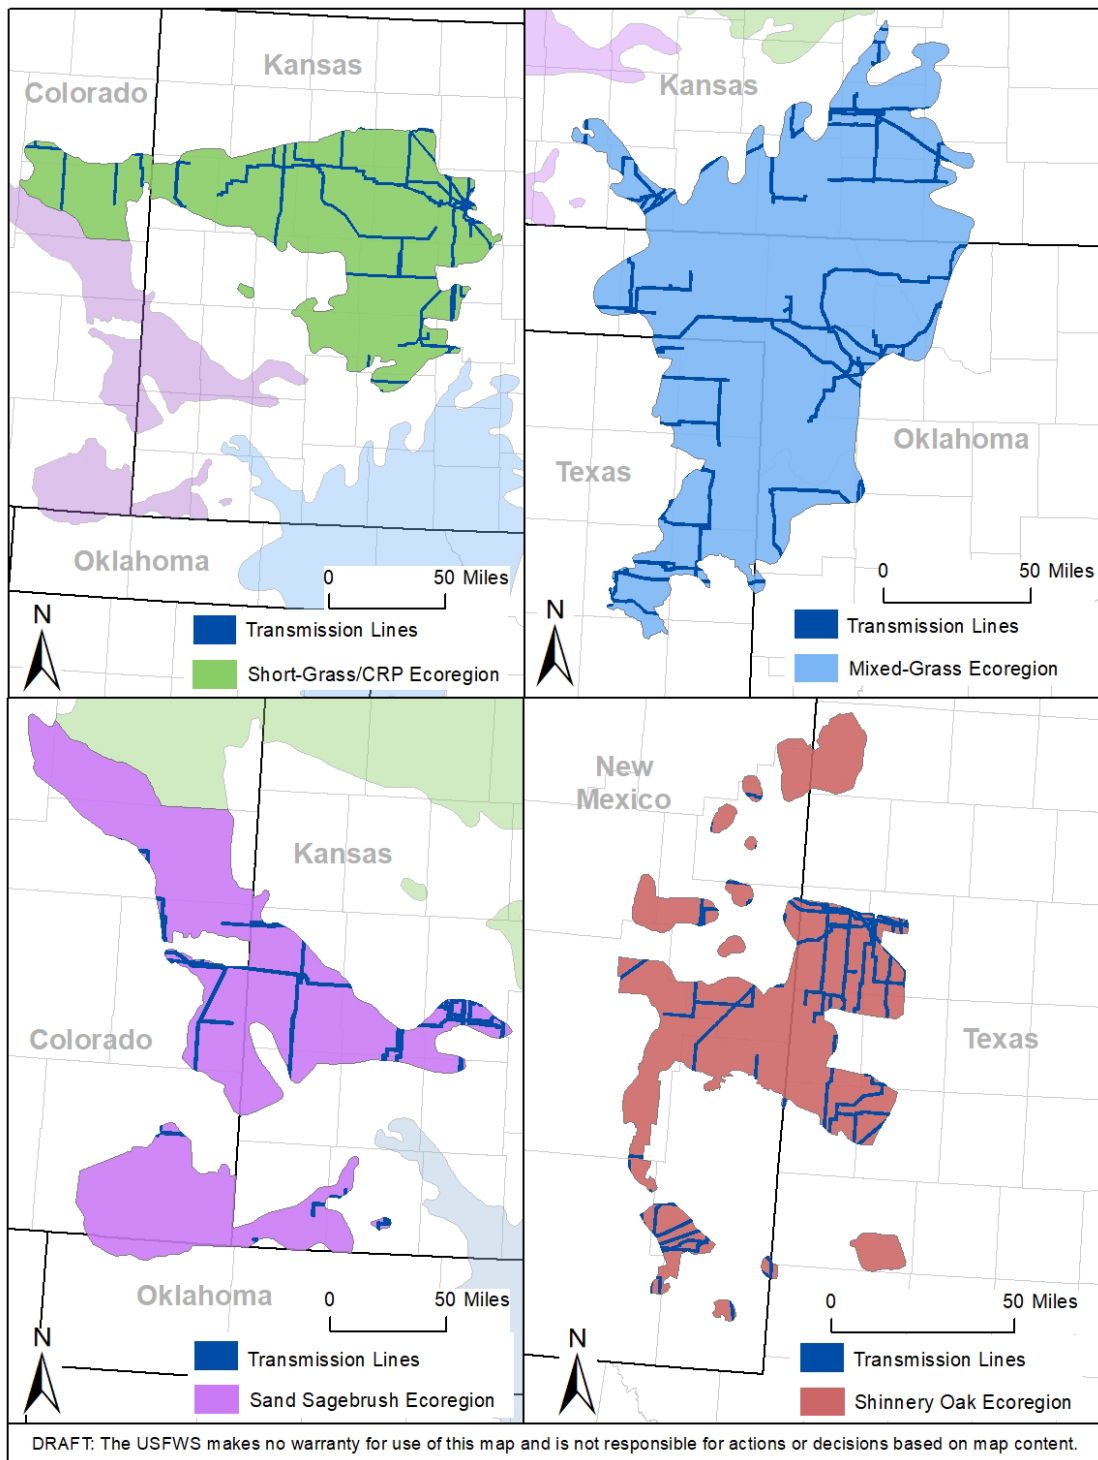 Colorado
Kansas
Oklahoma
0
50 Miles
N
Transmission Lines
Short-Grass/CRP Ecoregion
Kansas
Oklahoma
Texas
0
50 Miles
N
Transmission Lines
Mixed-Grass Ecoregion
Kansas
Colorado
Oklahoma
0
50 Miles
N
Transmission Lines
Sand Sagebrush Ecoregion
New
Mexico
Texas
0
50 Miles
N
Transmission Lines
Shinnery Oak Ecoregion
DRAFT: The USFWS makes no warranty for use of this map and is not responsible for actions or decisions based on map content.